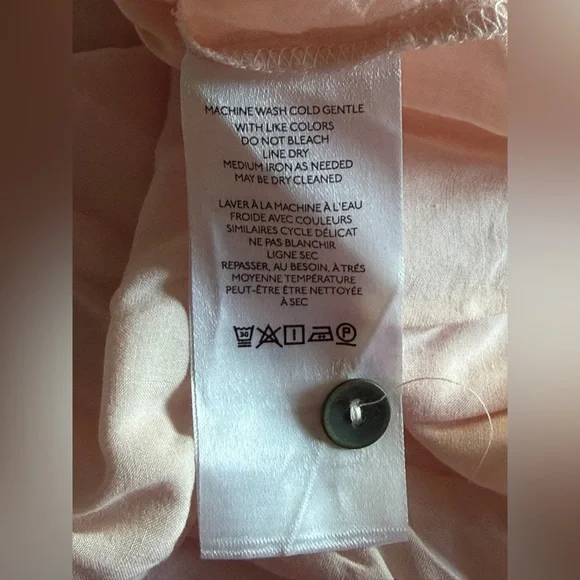 MACHINE WASH COLD GENTLE
WITH LIKE COLORS
DO NOT BLEACH
LINE DRY
MEDIUM IRON AS NEEDED
MAY BE DRY CLEANED
LAVER À LA MACHINE À L'EAU
FROIDE AVEC COULEURS
SIMILAIRES CYCLE DÉLICAT
NE PAS BLANCHIR
LIGNE SEC
REPASSER, AU BESOIN, À TRÉS
MOYENNE TEMPÉRATURE
PEUT-ÊTRE ÊTRE NETTOYÉE
À SEC
30 P